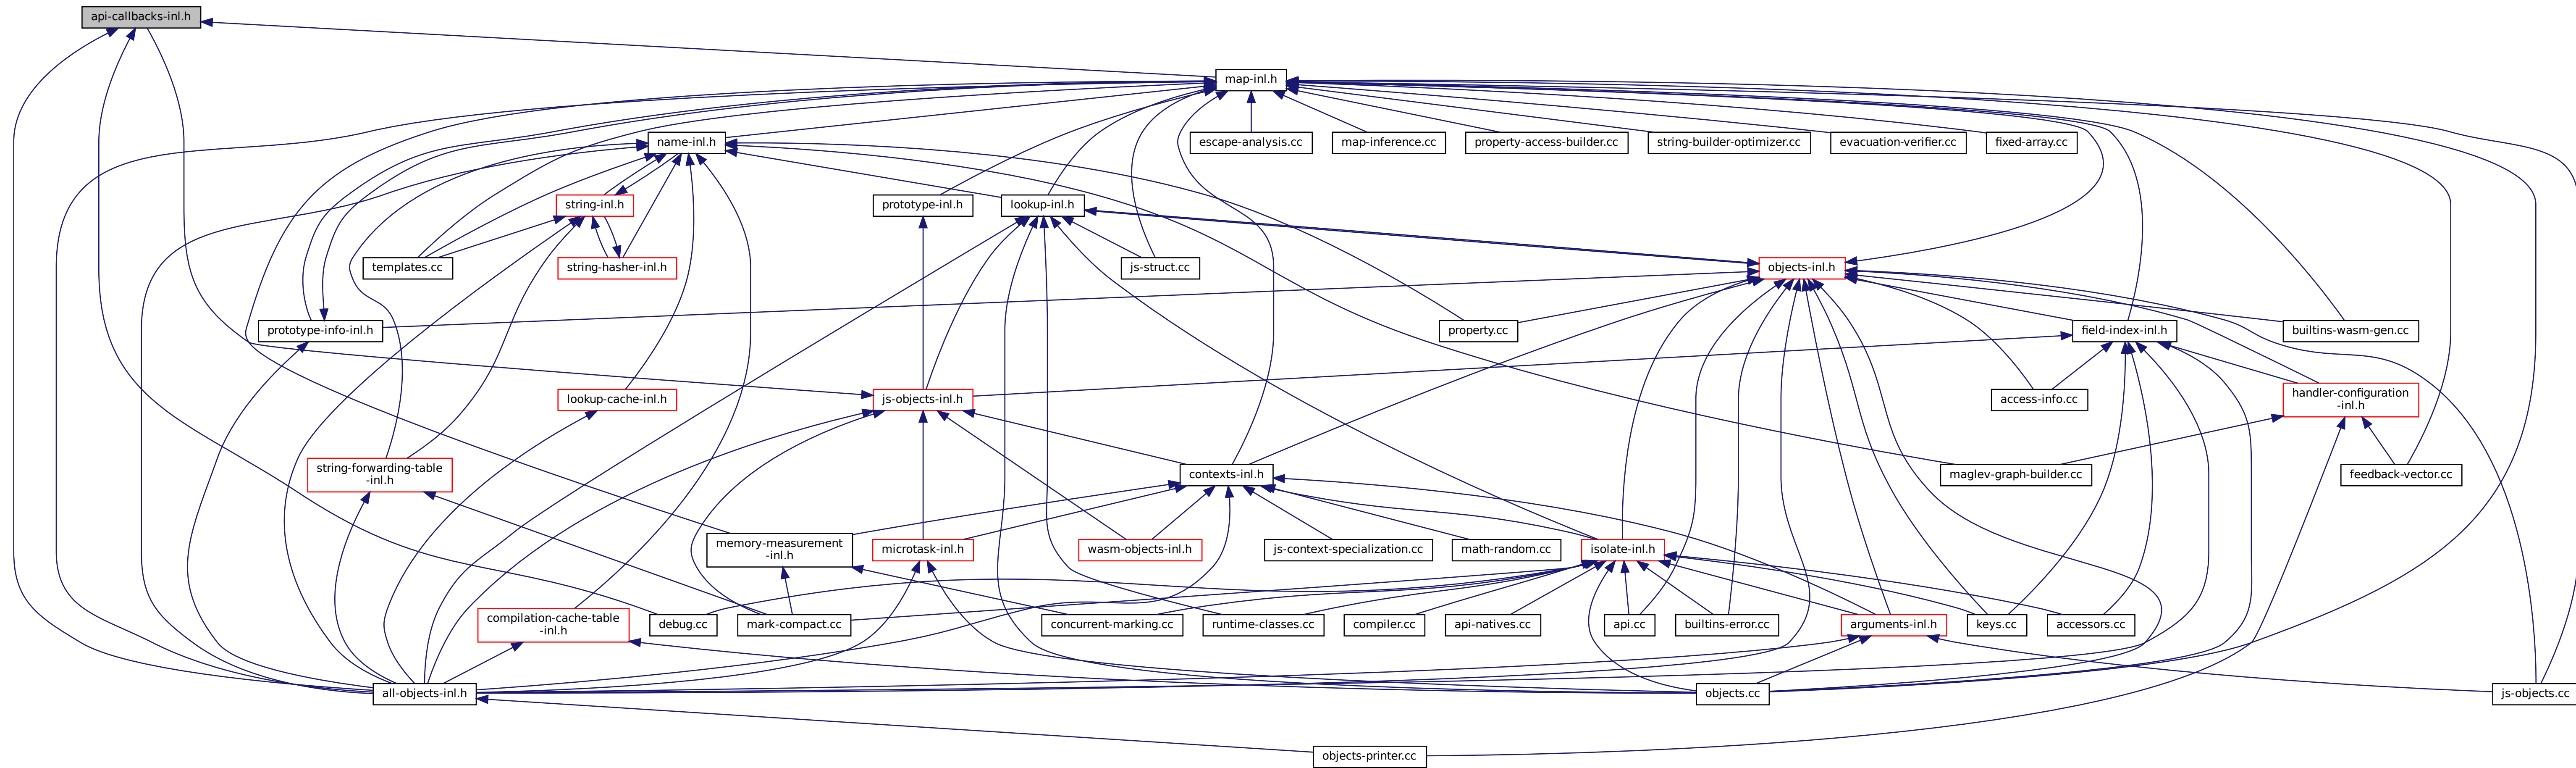 api-callbacks-inl.h
map-inl.h
name-inl.h
escape-analysis.cc
map-inference.cc
property-access-builder.cc
string-builder-optimizer.cc
evacuation-verifier.cc
fixed-array.cc
string-inl.h
prototype-inl.h
lookup-inl.h
templates.cc
string-hasher-inl.h
js-struct.cc
objects-inl.h
prototype-info-inl.h
property.cc
field-index-inl.h
builtins-wasm-gen.cc
lookup-cache-inl.h
js-objects-inl.h
access-info.cc
handler-configuration
-inl.h
string-forwarding-table
-inl.h
contexts-inl.h
maglev-graph-builder.cc
feedback-vector.cc
memory-measurement
-inl.h
microtask-inl.h
wasm-objects-inl.h
js-context-specialization.cc
math-random.cc
isolate-inl.h
compilation-cache-table
-inl.h
debug.cc
mark-compact.cc
concurrent-marking.cc
runtime-classes.cc
compiler.cc
api-natives.cc
api.cc
builtins-error.cc
arguments-inl.h
keys.cc
accessors.cc
all-objects-inl.h
objects.cc
js-objects.cc
objects-printer.cc